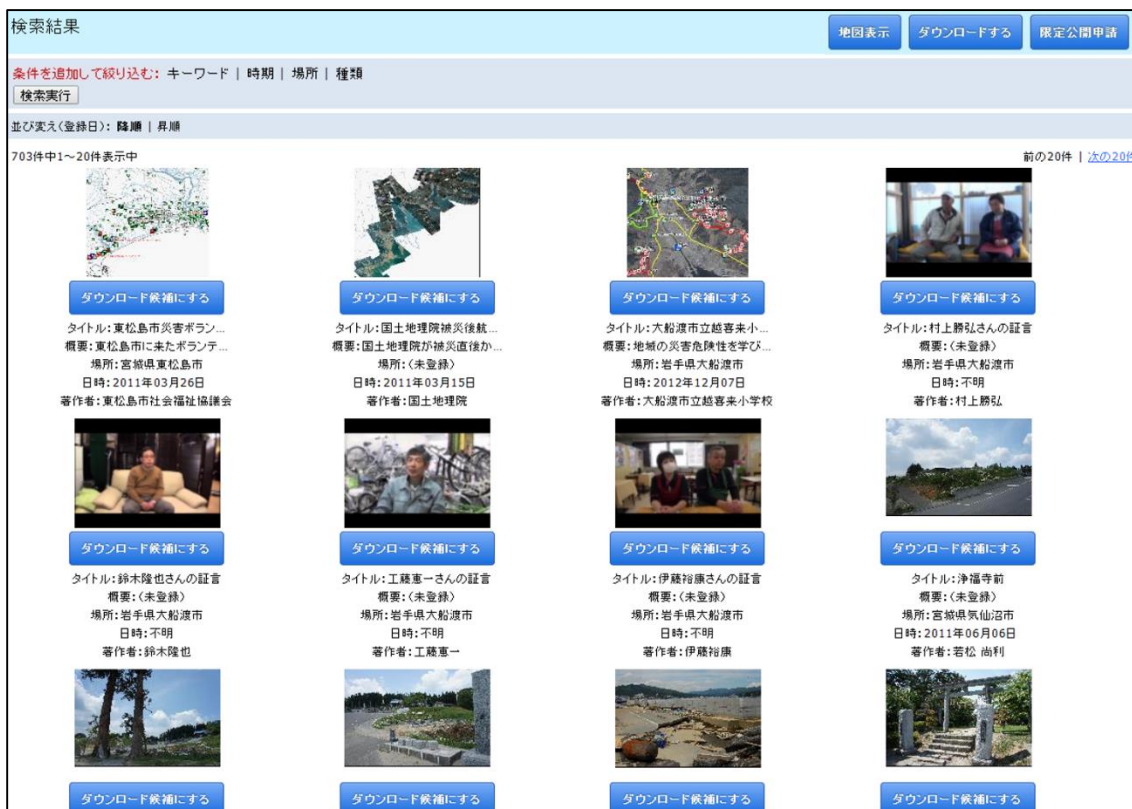 検索結果
地図表示
ダウンロードする
限定公開申請
条件を追加して絞り込む: キーワード | 時期 | 場所 | 種類
検索実行
並び変え(登録日): 降順 | 昇順
703件中1～20件表示中
前の20件 | 次の20件
ダウンロード候補にする
ダウンロード候補にする
ダウンロード候補にする
ダウンロード候補にする
タイトル:東松島市災害ボラン...
概要:東松島市に来たボランテ...
場所:宮城県東松島市
日時:2011年03月26日
著作者:東松島市社会福祉協議会
タイトル:国土地理院被災後航...
概要:国土地理院が被災直後か...
場所:(未登録)
日時:2011年03月15日
著作者:国土地理院
タイトル:大船渡市立越喜来小...
概要:地域の災害危険性を学び...
場所:岩手県大船渡市
日時:2012年12月07日
著作者:大船渡市立越喜来小学校
タイトル:村上勝弘さんの証言
概要:(未登録)
場所:岩手県大船渡市
日時:不明
著作者:村上勝弘
ダウンロード候補にする
ダウンロード候補にする
ダウンロード候補にする
ダウンロード候補にする
タイトル:鈴木隆也さんの証言
概要:(未登録)
場所:岩手県大船渡市
日時:不明
著作者:鈴木隆也
タイトル:工藤恵一さんの証言
概要:(未登録)
場所:岩手県大船渡市
日時:不明
著作者:工藤恵一
タイトル:伊藤裕康さんの証言
概要:(未登録)
場所:岩手県大船渡市
日時:不明
著作者:伊藤裕康
タイトル:浄福寺前
概要:(未登録)
場所:宮城県気仙沼市
日時:2011年06月06日
著作者:若松 尚利
ダウンロード候補にする
ダウンロード候補にする
ダウンロード候補にする
ダウンロード候補にする